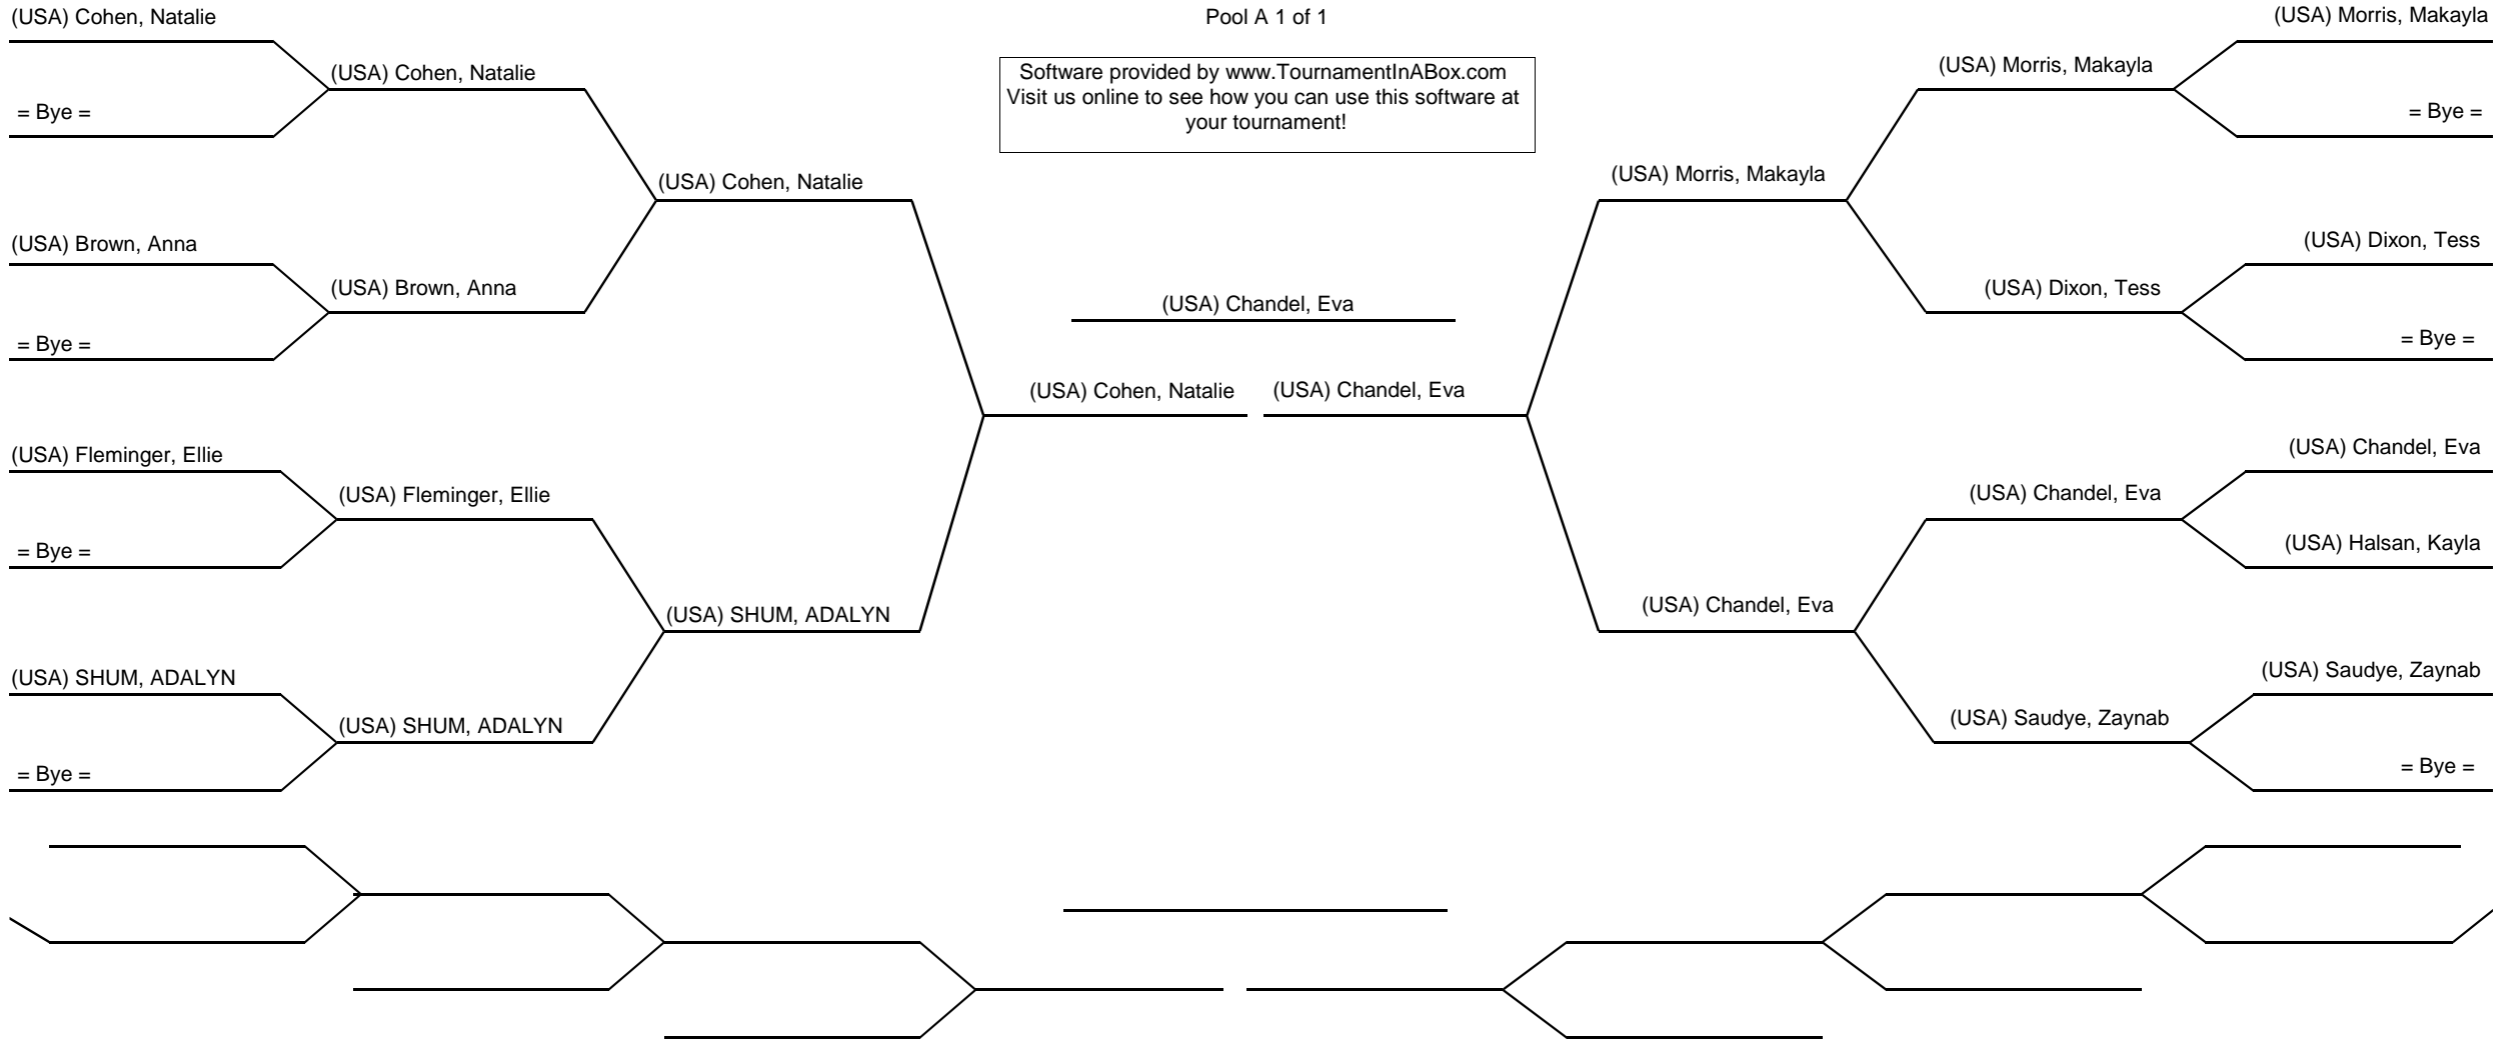 (USA) Cohen, Natalie
= Bye =
(USA) Brown, Anna
= Bye =
(USA) Fleminger, Ellie
= Bye =
(USA) SHUM, ADALYN
= Bye =
(USA) Cohen, Natalie
(USA) Brown, Anna
(USA) Fleminger, Ellie
(USA) SHUM, ADALYN
(USA) Cohen, Natalie
(USA) SHUM, ADALYN
Pool A 1 of 1
Software provided by www.TournamentInABox.com
Visit us online to see how you can use this software at
your tournament!
(USA) Chandel, Eva
(USA) Cohen, Natalie
(USA) Chandel, Eva
(USA) Morris, Makayla
(USA) Chandel, Eva
(USA) Morris, Makayla
(USA) Dixon, Tess
(USA) Chandel, Eva
(USA) Saudye, Zaynab
(USA) Morris, Makayla
= Bye =
(USA) Dixon, Tess
= Bye =
(USA) Chandel, Eva
(USA) Halsan, Kayla
(USA) Saudye, Zaynab
= Bye =